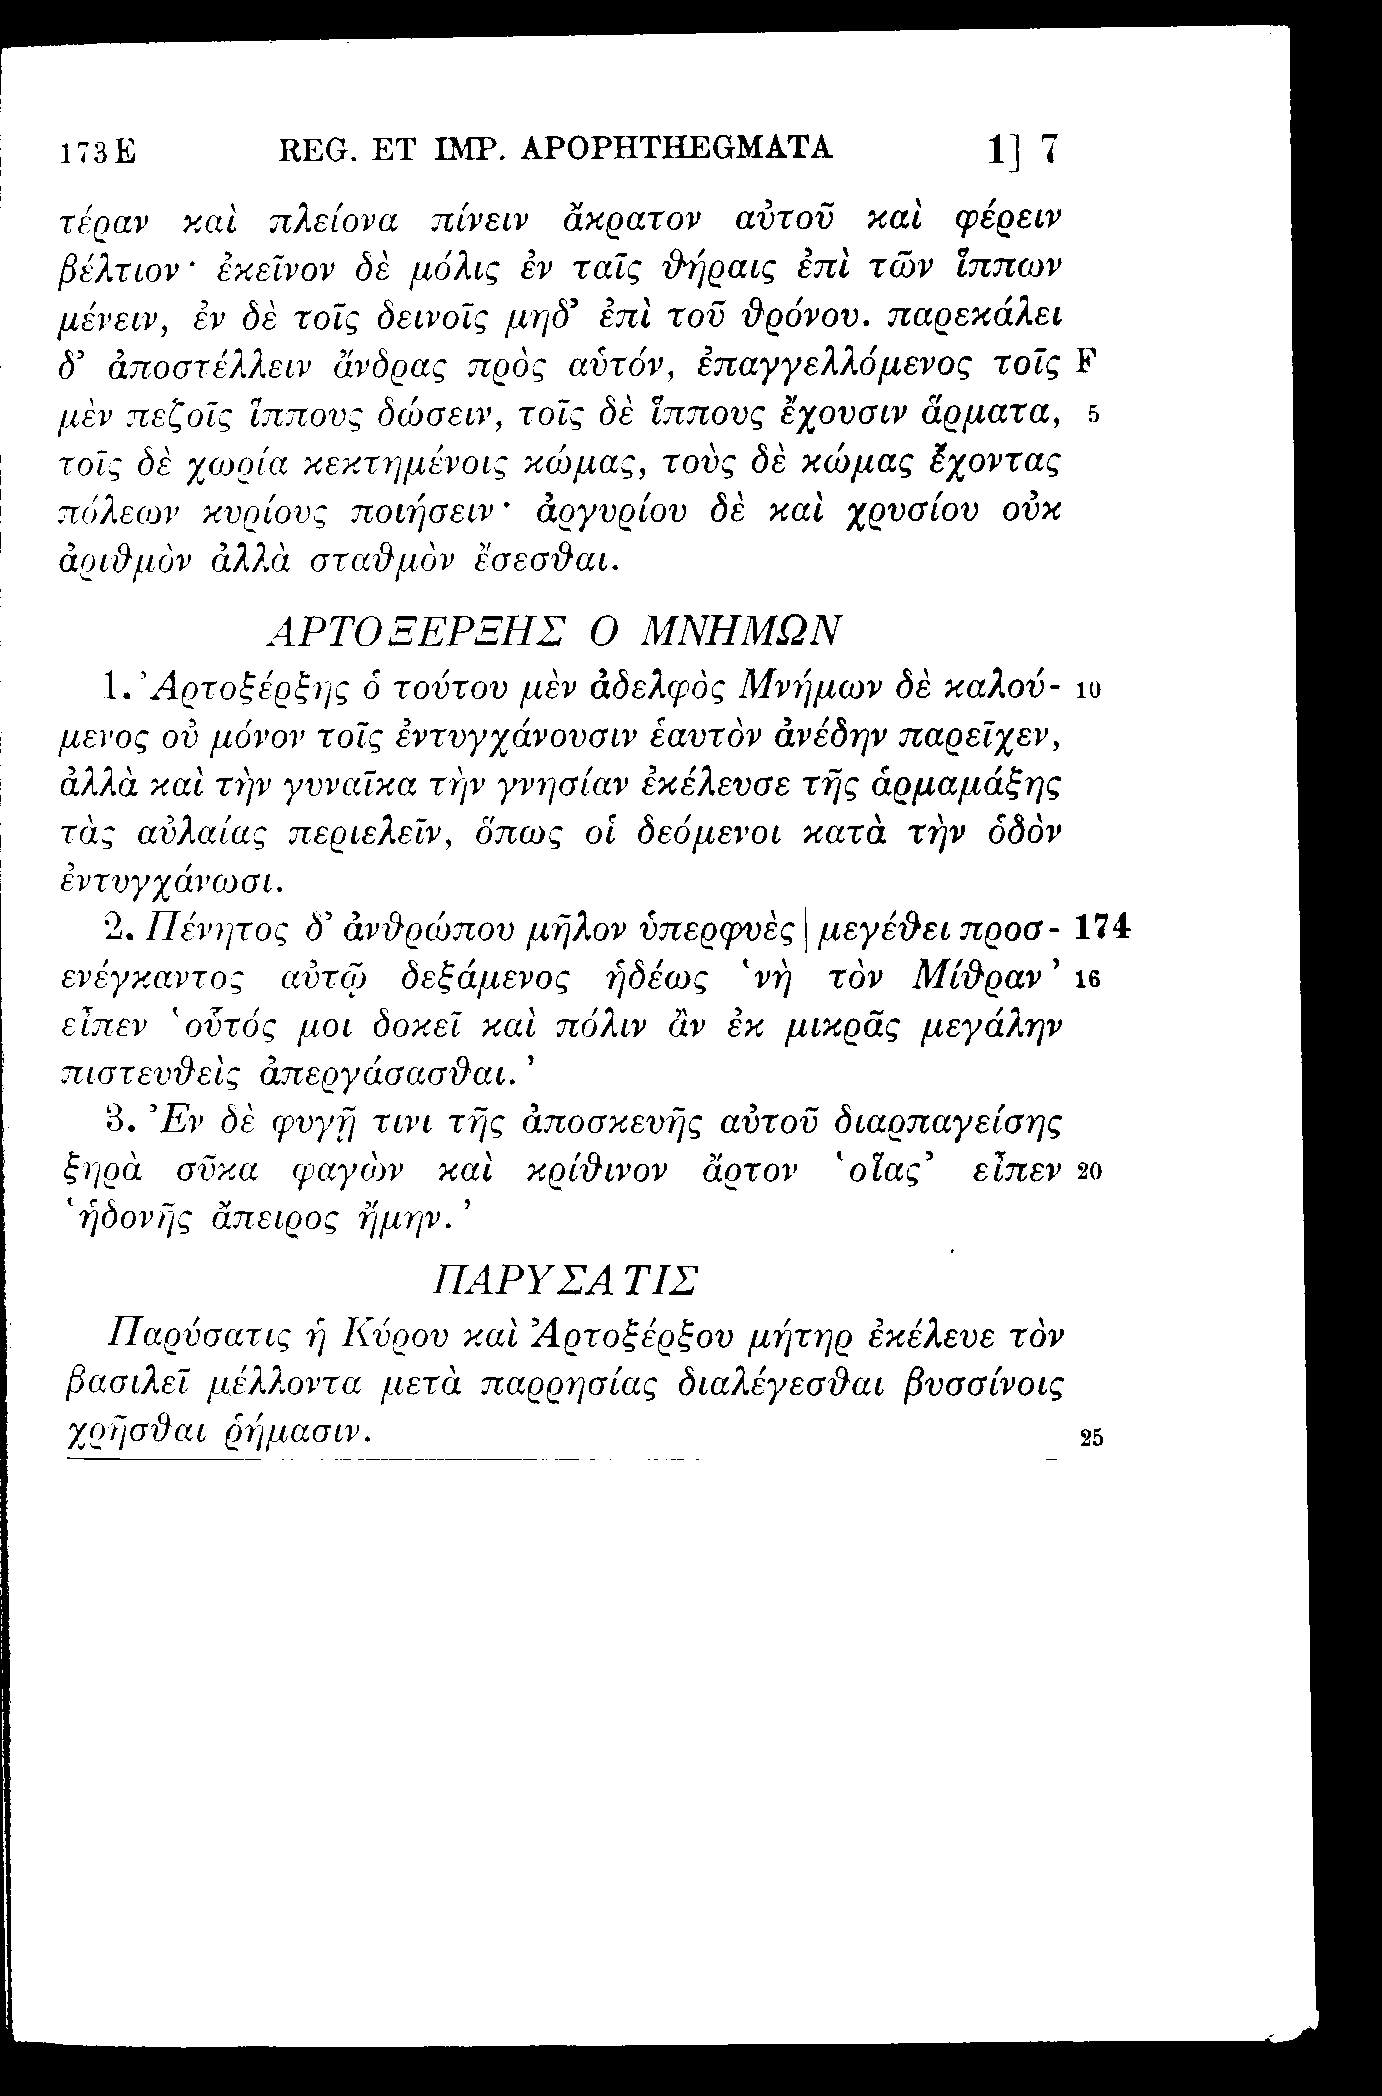 173 E REG. ET IMP. APOPHTHEGMATA 1] 7
τέραν καὶ πλείονα πίνειν ἄκρατον αὐτοῦ καὶ φέρειν
βέλτιον· ἐκεῖνον δὲ μόλις ἐν ταῖς θήραις ἐπὶ τῶν ἵππων
μένειν, ἐν δὲ τοῖς δεινοῖς μηδ’ ἐπὶ τοῦ θρόνου. παρεκάλει
δ’ ἀποστέλλειν ἄνδρας πρὸς αὑτόν, ἐπαγγελλόμενος τοῖς F
μὲν πεζοῖς ἵππους δώσειν, τοῖς δὲ ἵππους ἔχουσιν ἅρματα, 5
τοῖς δὲ χωρία κεκτημένοις κώμας, τοὺς δὲ κώμας ἔχοντας
πόλεων κυρίους ποιήσειν· ἀργυρίου δὲ καὶ χρυσίου οὐκ
ἀριθμὸν ἀλλὰ σταθμὸν ἔσεσθαι.
ΑΡΤΟΞΕΡΞΗΣ Ο ΜΝΗΜΩΝ
1. Ἀρτοξέρξης ὁ τούτου μὲν ἀδελφὸς Μνήμων δὲ καλού- 10
μενος οὐ μόνον τοῖς ἐντυγχάνουσιν ἑαυτὸν ἀνέδην παρεῖχεν,
ἀλλὰ καὶ τὴν γυναῖκα τὴν γνησίαν ἐκέλευσε τῆς ἁρμαμάξης
τὰς αὐλαίας περιελεῖν, ὅπως οἱ δεόμενοι κατὰ τὴν ὁδὸν
ἐντυγχάνωσι.
2. Πένητος δ’ ἀνθρώπου μῆλον ὑπερφυὲς | μεγέθει προσ- 174
ενέγκαντος αὐτῷ δεξάμενος ἡδέως ‘νὴ τὸν Μίθραν’ 16
εἶπεν ‘οὗτός μοι δοκεῖ καὶ πόλιν ἂν ἐκ μικρᾶς μεγάλην
πιστευθεὶς ἀπεργάσασθαι.’
3. Ἐν δὲ φυγῇ τινι τῆς ἀποσκευῆς αὐτοῦ διαρπαγείσης
ξηρὰ σῦκα φαγὼν καὶ κρίθινον ἄρτον ‘οἵας’ εἶπεν 20
‘ἡδονῆς ἄπειρος ἤμην.’
ΠΑΡΥΣΑΤΙΣ
Παρύσατις ἡ Κύρου καὶ Ἀρτοξέρξου μήτηρ ἐκέλευε τὸν
βασιλεῖ μέλλοντα μετὰ παρρησίας διαλέγεσθαι βυσσίνοις
χρῆσθαι ῥήμασιν. 25